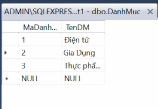 ADMIN\SQLEXPRES...t1 - dbo.DanhMuc
MaDanh... TenDM
1 Điện tử
2 Gia Dụng
3 Thực phẩ...
NULL NULL